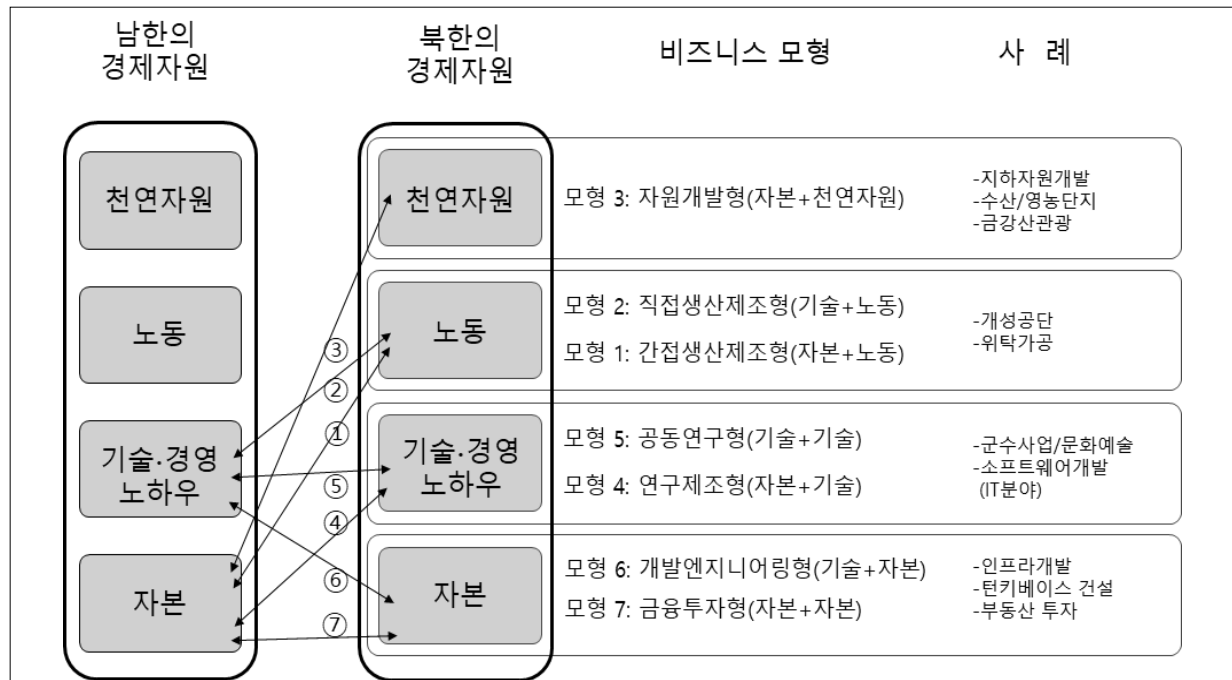 남한의
경제자원
북한의
경제자원
비즈니스 모형
사 례
천연자원
노동
기술·경영
노하우
자본
③
②
①
⑤
④
⑥
⑦
천연자원
모형 3: 자원개발형(자본+천연자원)
-지하자원개발
-수산/영농단지
-금강산관광
노동
모형 2: 직접생산제조형(기술+노동)
모형 1: 간접생산제조형(자본+노동)
-개성공단
-위탁가공
기술·경영
노하우
모형 5: 공동연구형(기술+기술)
모형 4: 연구제조형(자본+기술)
-군수사업/문화예술
-소프트웨어개발
(IT분야)
자본
모형 6: 개발엔지니어링형(기술+자본)
모형 7: 금융투자형(자본+자본)
-인프라개발
-턴키베이스 건설
-부동산 투자